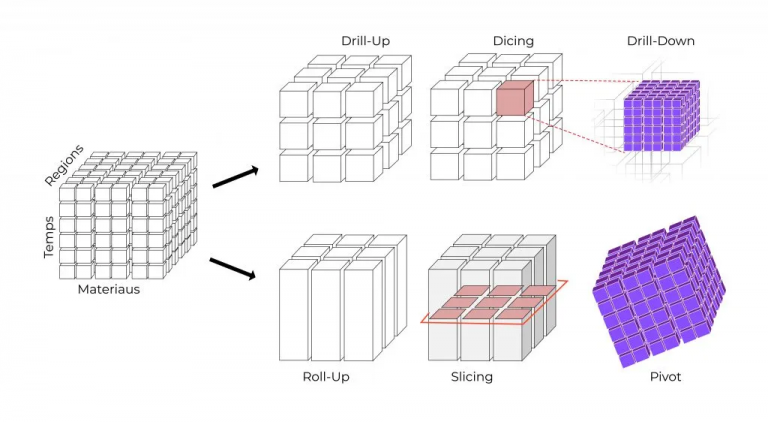 Drill-Up
Dicing
Drill-Down
Regions
Temps
Materiaus
Roll-Up
Slicing
Pivot